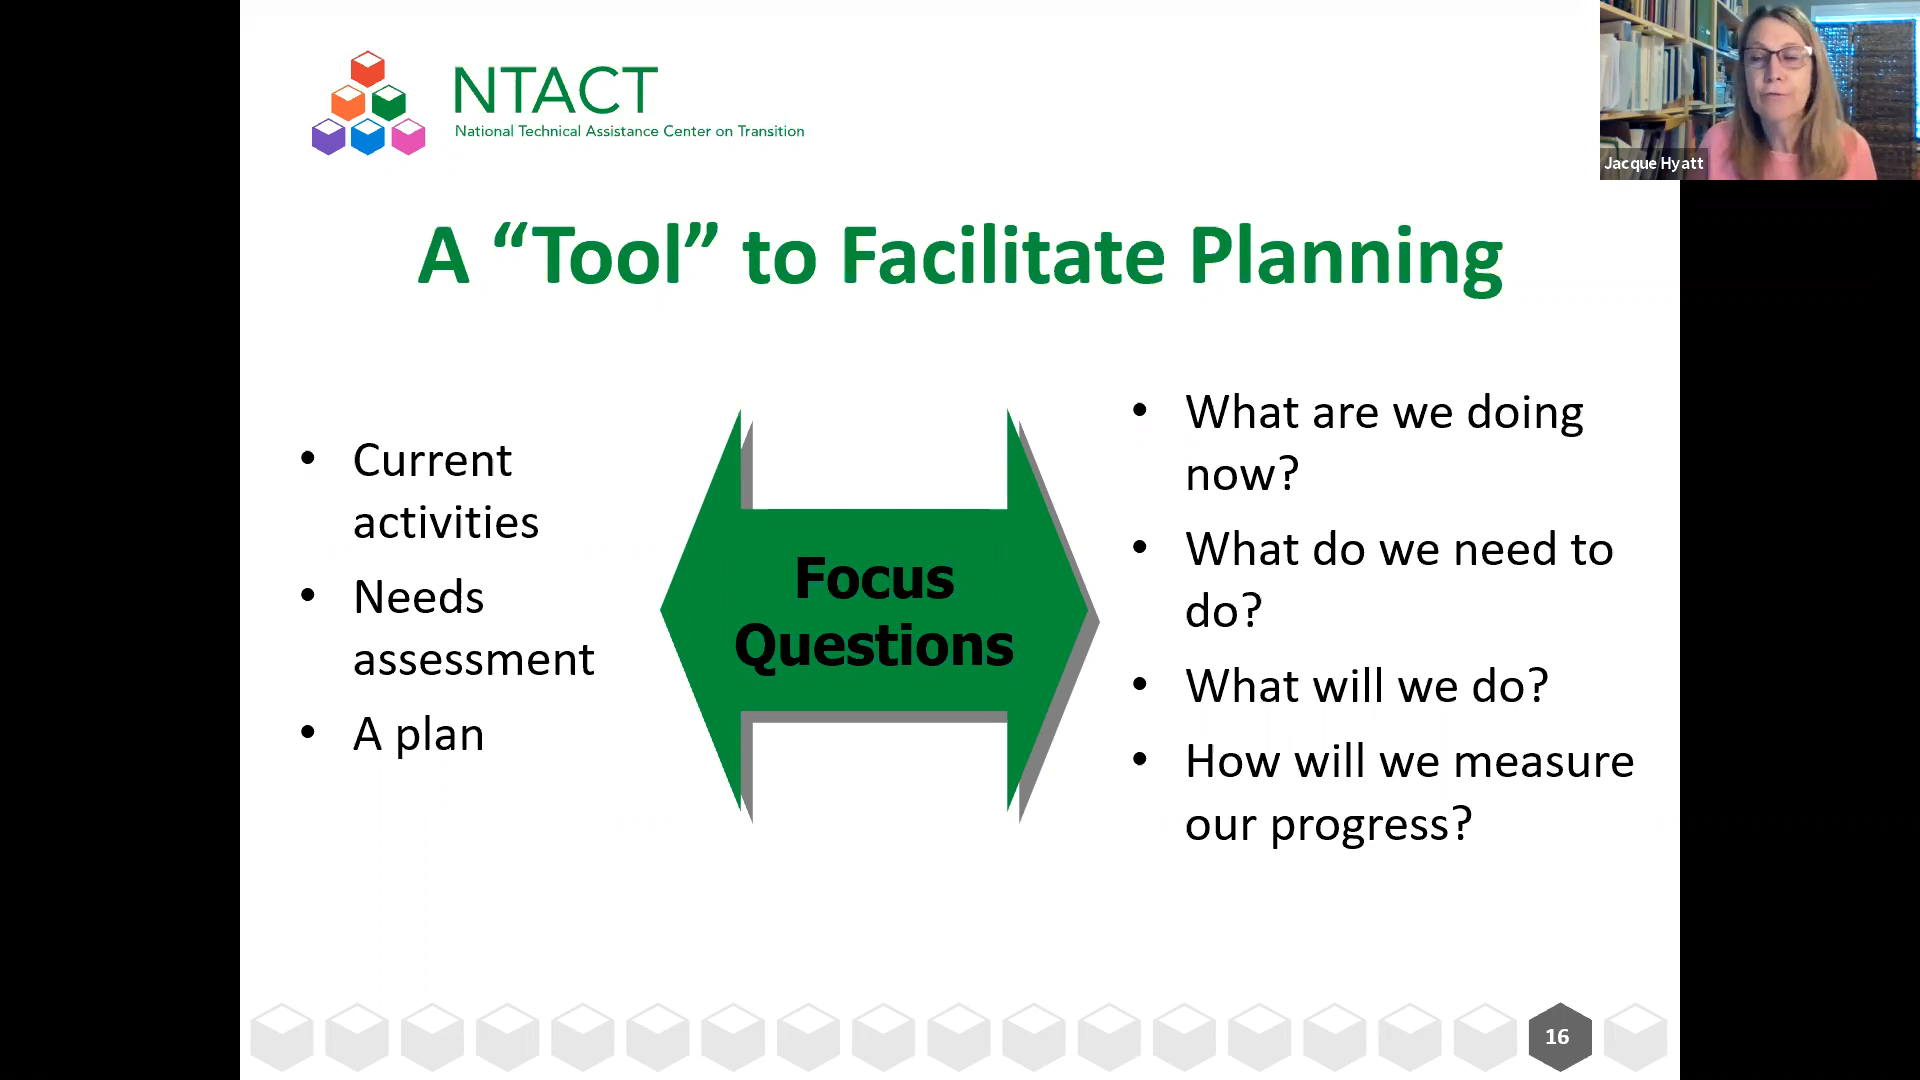 NTACT
National Technical Assistance Center on Transition
Jacque Hyatt
A “Tool” to Facilitate Planning
• Current
activities
• Needs
assessment
• A plan
Focus
Questions
• What are we doing
now?
• What do we need to
do?
• What will we do?
• How will we measure
our progress?
16